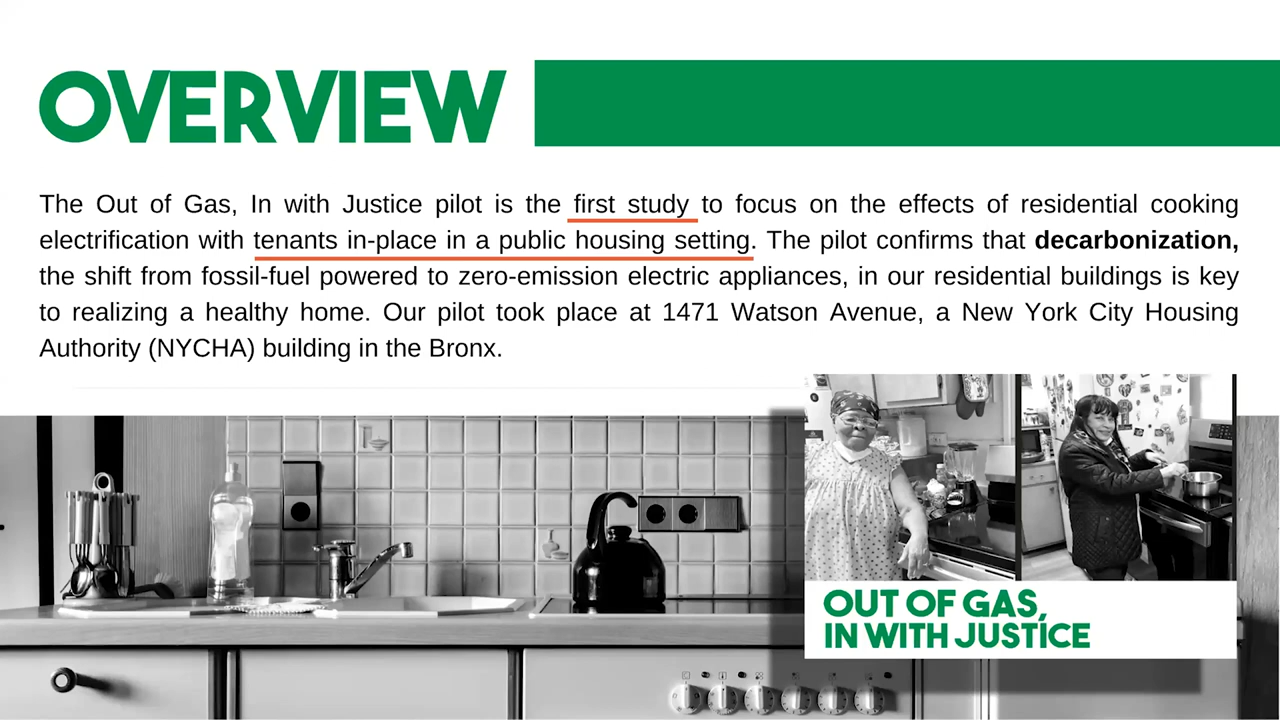 OVERVIEW
The Out of Gas, In with Justice pilot is the first study to focus on the effects of residential cooking
electrification with tenants in-place in a public housing setting. The pilot confirms that decarbonization,
the shift from fossil-fuel powered to zero-emission electric appliances, in our residential buildings is key
to realizing a healthy home. Our pilot took place at 1471 Watson Avenue, a New York City Housing
Authority (NYCHA) building in the Bronx.
OUT OF GAS,
IN WITH JUSTICE